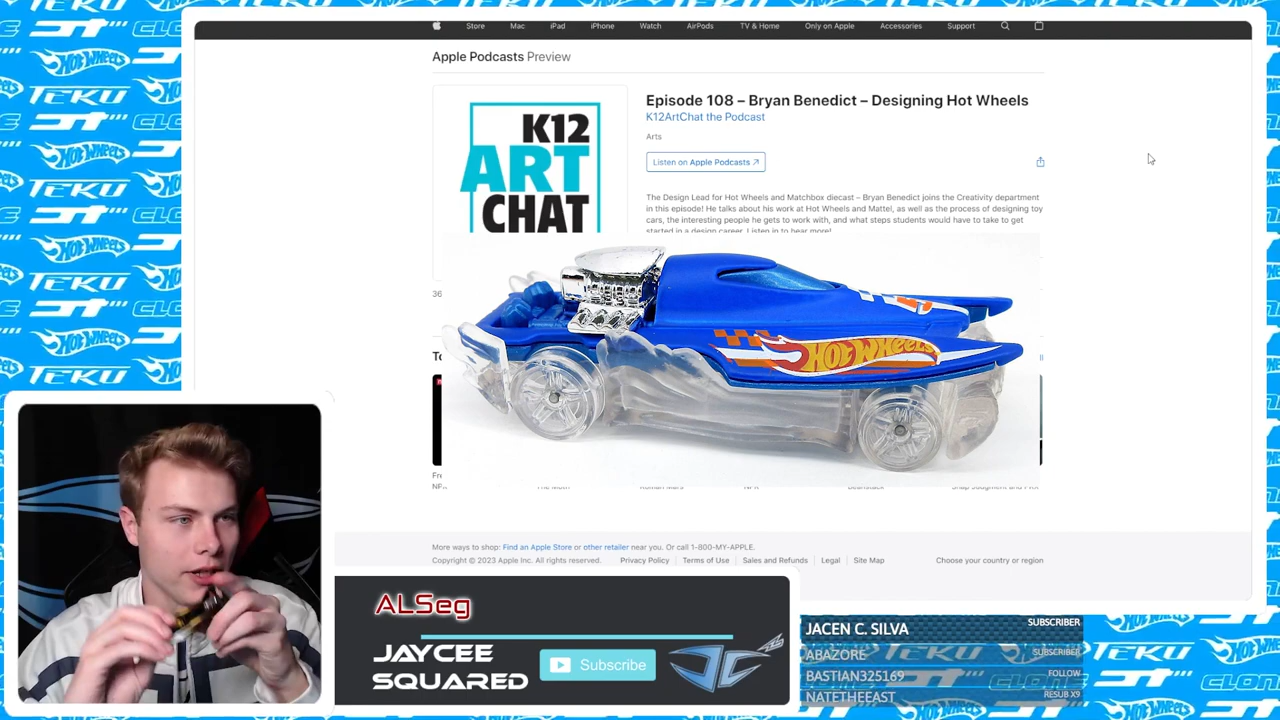 Store Mac iPad iPhone Watch AirPods TV & Home Only on Apple Accessories Support
Apple Podcasts Preview
K12
ART
CHAT
Episode 108 – Bryan Benedict – Designing Hot Wheels
K12ArtChat the Podcast
Arts
Listen on Apple Podcasts ↗
The Design Lead for Hot Wheels and Matchbox diecast – Bryan Benedict joins the Creativity department
in this episode! He talks about his work at Hot Wheels and Mattel, as well as the process of designing toy
cars, the interesting people he gets to work with, and what steps students would have to take to get
started in a design career. Listen in to hear more!
36
HOT WHEELS
More ways to shop: Find an Apple Store or other retailer near you. Or call 1-800-MY-APPLE.
Copyright © 2023 Apple Inc. All rights reserved. Privacy Policy Terms of Use Sales and Refunds Legal Site Map Choose your country or region
ALSeg
JAYCEE
SQUARED
Subscribe
JACEN C. SILVA SUBSCRIBER
ABAZORE SUBSCRIBER
BASTIAN325169 FOLLOW
NATETHEEAST RESUB X9
HOT WHEELS
TEKU
CLONE